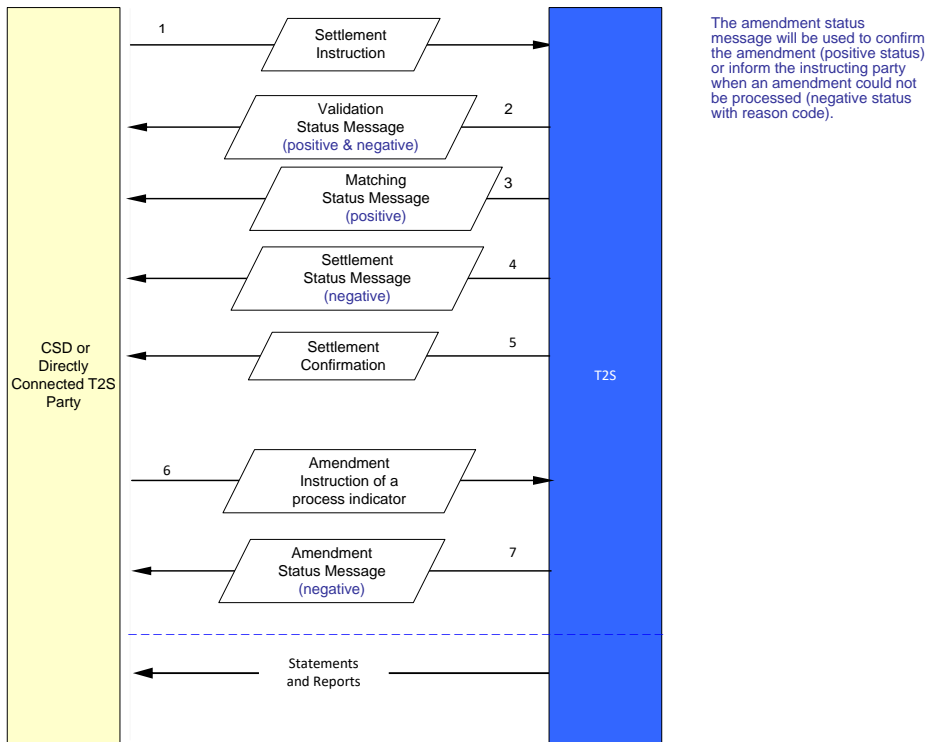 1
Settlement
Instruction
The amendment status
message will be used to confirm
the amendment (positive status)
or inform the instructing party
when an amendment could not
be processed (negative status
with reason code).
Validation
Status Message
(positive & negative)
2
Matching
Status Message
(positive)
3
Settlement
Status Message
(negative)
4
Settlement
Confirmation
5
CSD or
Directly
Connected T2S
Party
T2S
6
Amendment
Instruction of a
process indicator
Amendment
Status Message
(negative)
7
Statements
and Reports